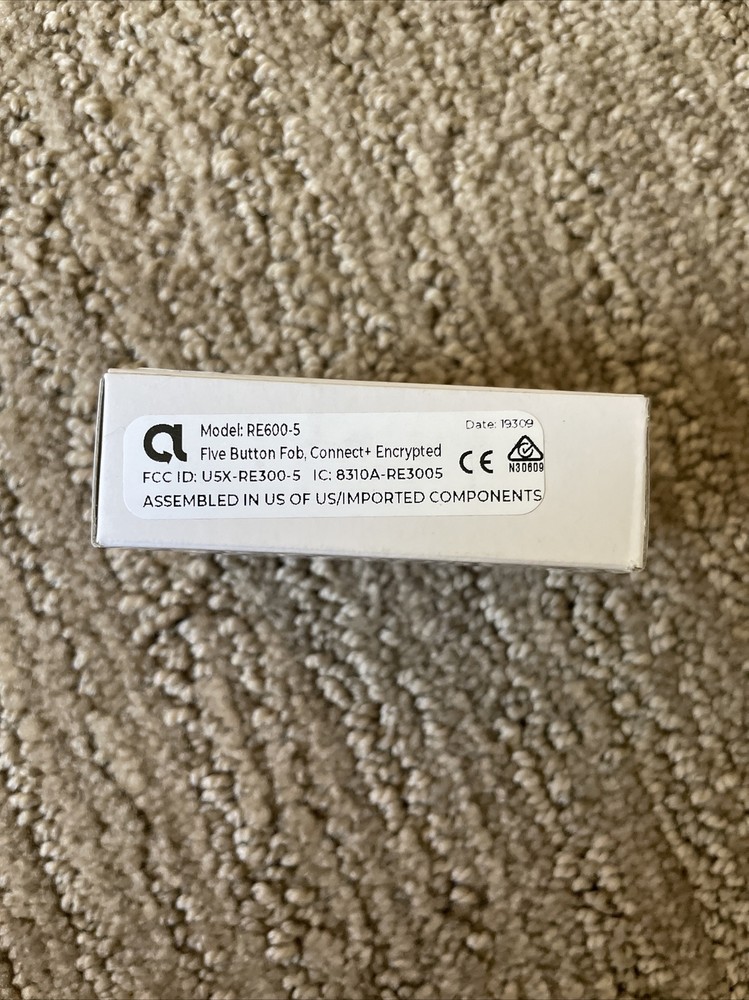 Model: RE600-5
Date: 19309
Five Button Fob, Connect+ Encrypted
CE
N30609
FCC ID: U5X-RE300-5 IC: 8310A-RE3005
ASSEMBLED IN US OF US/IMPORTED COMPONENTS